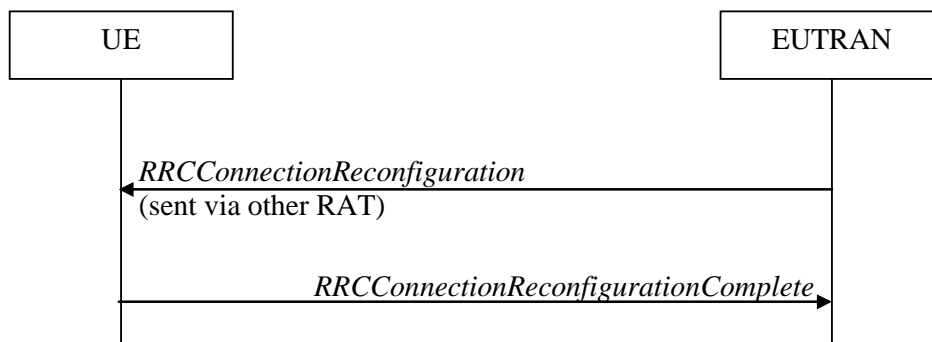 UE
EUTRAN
RRCConnectionReconfiguration
(sent via other RAT)
RRCConnectionReconfigurationComplete